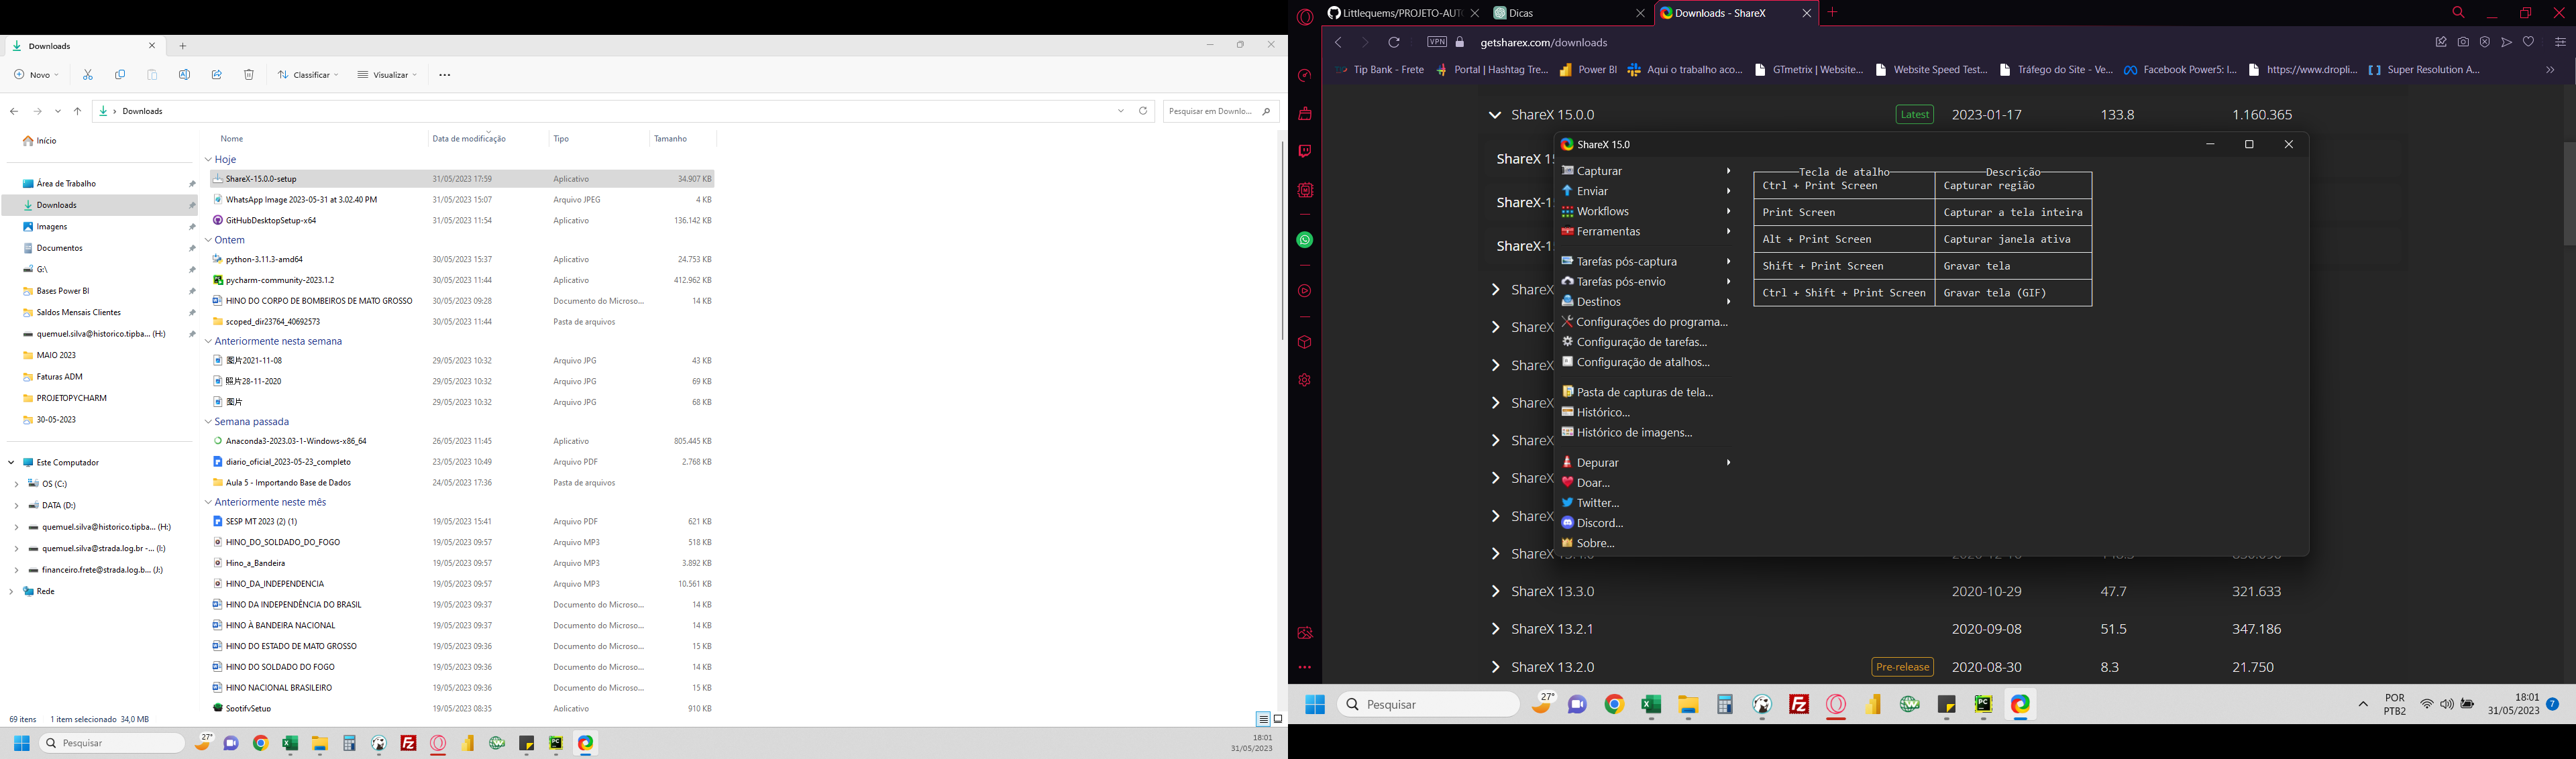 Downloads
Novo
Classificar
Visualizar
Downloads
Pesquisar em Downlo...
Início
Área de Trabalho
Downloads
Imagens
Documentos
G:\
Bases Power BI
Saldos Mensais Clientes
quemuel.silva@historico.tipba... (H:)
MAIO 2023
Faturas ADM
PROJETOPYCHARM
30-05-2023
Este Computador
OS (C:)
DATA (D:)
quemuel.silva@historico.tipba... (H:)
quemuel.silva@strada.log.br -... (I:)
financeiro.frete@strada.log.b... (J:)
Rede
Nome Data de modificação Tipo Tamanho
Hoje
ShareX-15.0.0-setup 31/05/2023 17:59 Aplicativo 34.907 KB
WhatsApp Image 2023-05-31 at 3.02.40 PM 31/05/2023 15:07 Arquivo JPEG 4 KB
GitHubDesktopSetup-x64 31/05/2023 11:54 Aplicativo 136.142 KB
Ontem
python-3.11.3-amd64 30/05/2023 15:37 Aplicativo 24.753 KB
pycharm-community-2023.1.2 30/05/2023 11:44 Aplicativo 412.962 KB
HINO DO CORPO DE BOMBEIROS DE MATO GROSSO 30/05/2023 09:28 Documento do Microso... 14 KB
scoped_dir23764_40692573 30/05/2023 11:44 Pasta de arquivos
Anteriormente nesta semana
图片2021-11-08 29/05/2023 10:32 Arquivo JPG 43 KB
照片28-11-2020 29/05/2023 10:32 Arquivo JPG 69 KB
图片 29/05/2023 10:32 Arquivo JPG 68 KB
Semana passada
Anaconda3-2023.03-1-Windows-x86_64 26/05/2023 11:45 Aplicativo 805.445 KB
diario_oficial_2023-05-23_completo 23/05/2023 10:49 Arquivo PDF 2.768 KB
Aula 5 - Importando Base de Dados 24/05/2023 17:36 Pasta de arquivos
Anteriormente neste mês
SESP MT 2023 (2) (1) 19/05/2023 15:41 Arquivo PDF 621 KB
HINO_DO_SOLDADO_DO_FOGO 19/05/2023 09:57 Arquivo MP3 518 KB
Hino_a_Bandeira 19/05/2023 09:57 Arquivo MP3 3.892 KB
HINO_DA_INDEPENDENCIA 19/05/2023 09:57 Arquivo MP3 10.561 KB
HINO DA INDEPENDÊNCIA DO BRASIL 19/05/2023 09:37 Documento do Microso... 14 KB
HINO À BANDEIRA NACIONAL 19/05/2023 09:37 Documento do Microso... 14 KB
HINO DO ESTADO DE MATO GROSSO 19/05/2023 09:36 Documento do Microso... 15 KB
HINO DO SOLDADO DO FOGO 19/05/2023 09:36 Documento do Microso... 14 KB
HINO NACIONAL BRASILEIRO 19/05/2023 09:36 Documento do Microso... 15 KB
SpotifySetup 19/05/2023 08:35 Aplicativo 910 KB
69 itens 1 item selecionado 34,0 MB
Pesquisar
27°
18:01
31/05/2023
Littlequems/PROJETO-AUT
Dicas
Downloads - ShareX
VPN
getsharex.com/downloads
Tip Bank - Frete
Portal | Hashtag Tre...
Power BI
Aqui o trabalho aco...
GTmetrix | Website...
Website Speed Test...
Tráfego do Site - Ve...
Facebook Power5: I...
https://www.dropli...
Super Resolution A...
ShareX 15.0.0 Latest 2023-01-17 133.8 1.160.365
ShareX 15
ShareX-1
ShareX-1
ShareX
ShareX
ShareX
ShareX
ShareX
ShareX
ShareX
ShareX 13.3.0 2020-10-29 47.7 321.633
ShareX 13.2.1 2020-09-08 51.5 347.186
ShareX 13.2.0 Pre-release 2020-08-30 8.3 21.750
ShareX 15.0
Capturar
Enviar
Workflows
Ferramentas
Tarefas pós-captura
Tarefas pós-envio
Destinos
Configurações do programa...
Configuração de tarefas...
Configuração de atalhos...
Pasta de capturas de tela...
Histórico...
Histórico de imagens...
Depurar
Doar...
Twitter...
Discord...
Sobre...
Tecla de atalho Descrição
Ctrl + Print Screen Capturar região
Print Screen Capturar a tela inteira
Alt + Print Screen Capturar janela ativa
Shift + Print Screen Gravar tela
Ctrl + Shift + Print Screen Gravar tela (GIF)
Pesquisar
27°
POR
PTB2
18:01
31/05/2023
7